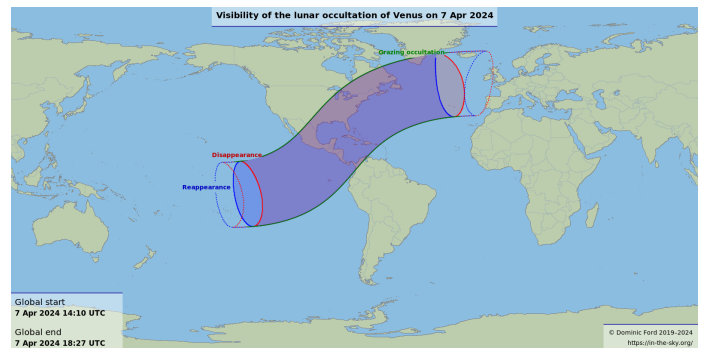 Visibility of the lunar occultation of Venus on 7 Apr 2024
Grazing occultation
Disappearance
Reappearance
Global start
7 Apr 2024 14:10 UTC
Global end
7 Apr 2024 18:27 UTC
© Dominic Ford 2019–2024
https://in-the-sky.org/